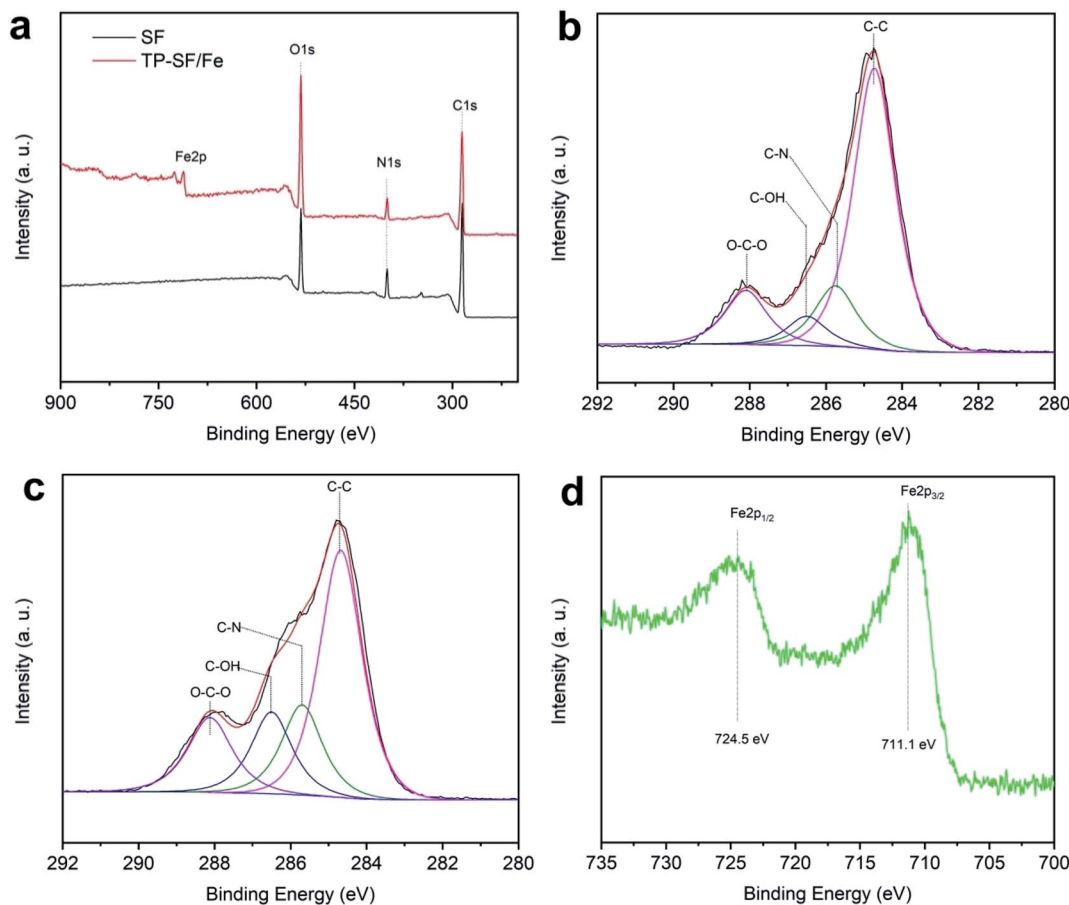 a
SF
TP-SF/Fe
O1s
C1s
Fe2p
N1s
Intensity (a. u.)
900 750 600 450 300
Binding Energy (eV)
b
C-C
C-N
C-OH
O-C-O
Intensity (a. u.)
292 290 288 286 284 282 280
Binding Energy (eV)
c
C-C
C-N
C-OH
O-C-O
Intensity (a. u.)
292 290 288 286 284 282 280
Binding Energy (eV)
d
Fe2p3/2
Fe2p1/2
724.5 eV
711.1 eV
Intensity (a. u.)
735 730 725 720 715 710 705 700
Binding Energy (eV)